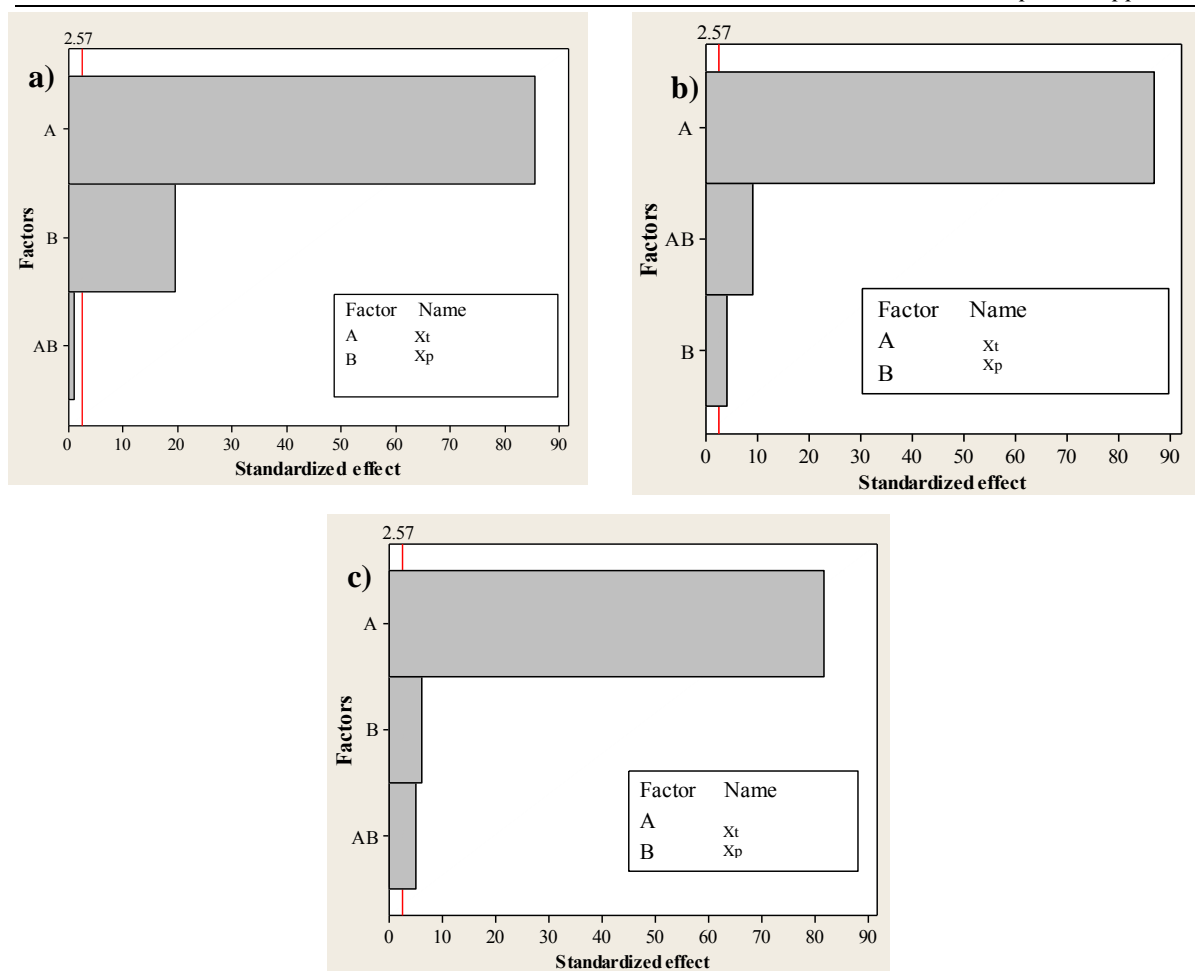 2.57
a)
A
B
AB
Factors
Factor Name
A Xt
B Xp
0 10 20 30 40 50 60 70 80 90
Standardized effect
2.57
b)
A
AB
B
Factors
Factor Name
A Xt
B Xp
0 10 20 30 40 50 60 70 80 90
Standardized effect
2.57
c)
A
B
AB
Factors
Factor Name
A Xt
B Xp
0 10 20 30 40 50 60 70 80 90
Standardized effect